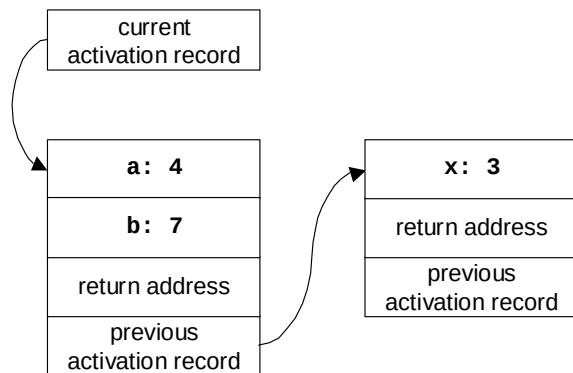 current
activation record
a: 4
b: 7
return address
previous
activation record
x: 3
return address
previous
activation record